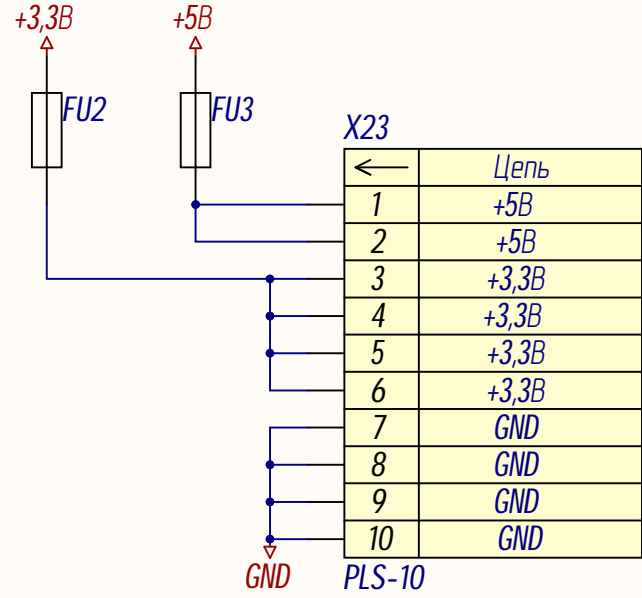 +3,3В +5В
FU2 FU3
X23
Цепь
1 +5В
2 +5В
3 +3,3В
4 +3,3В
5 +3,3В
6 +3,3В
7 GND
8 GND
9 GND
10 GND
GND PLS-10